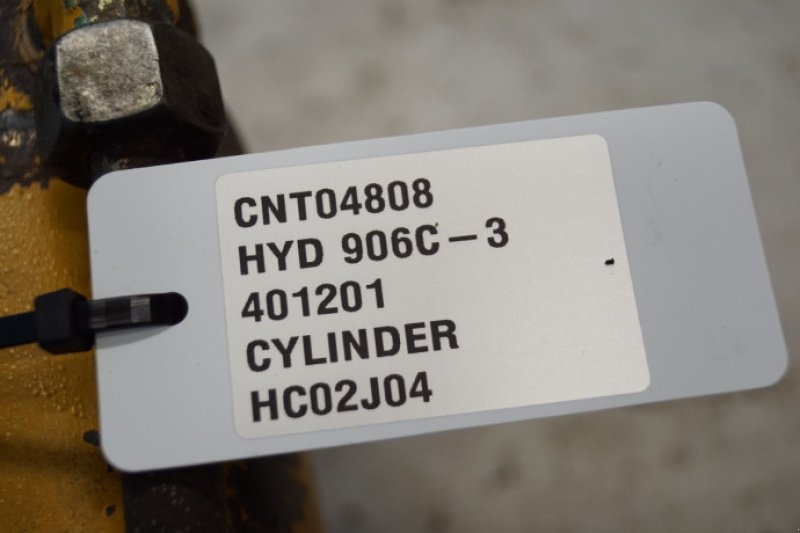 CNT04808
HYD 906C-3
401201
CYLINDER
HC02J04